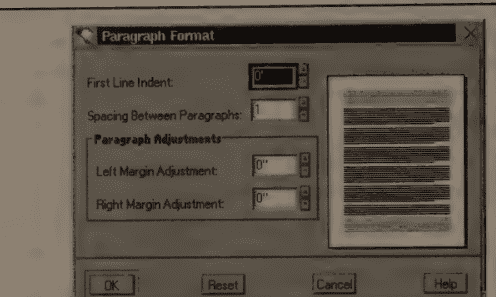 Paragraph Format
First Line Indent: 0"
Spacing Between Paragraphs: 1
Paragraph Adjustments
Left Margin Adjustment: 0"
Right Margin Adjustment: 0"
OK Reset Cancel Help